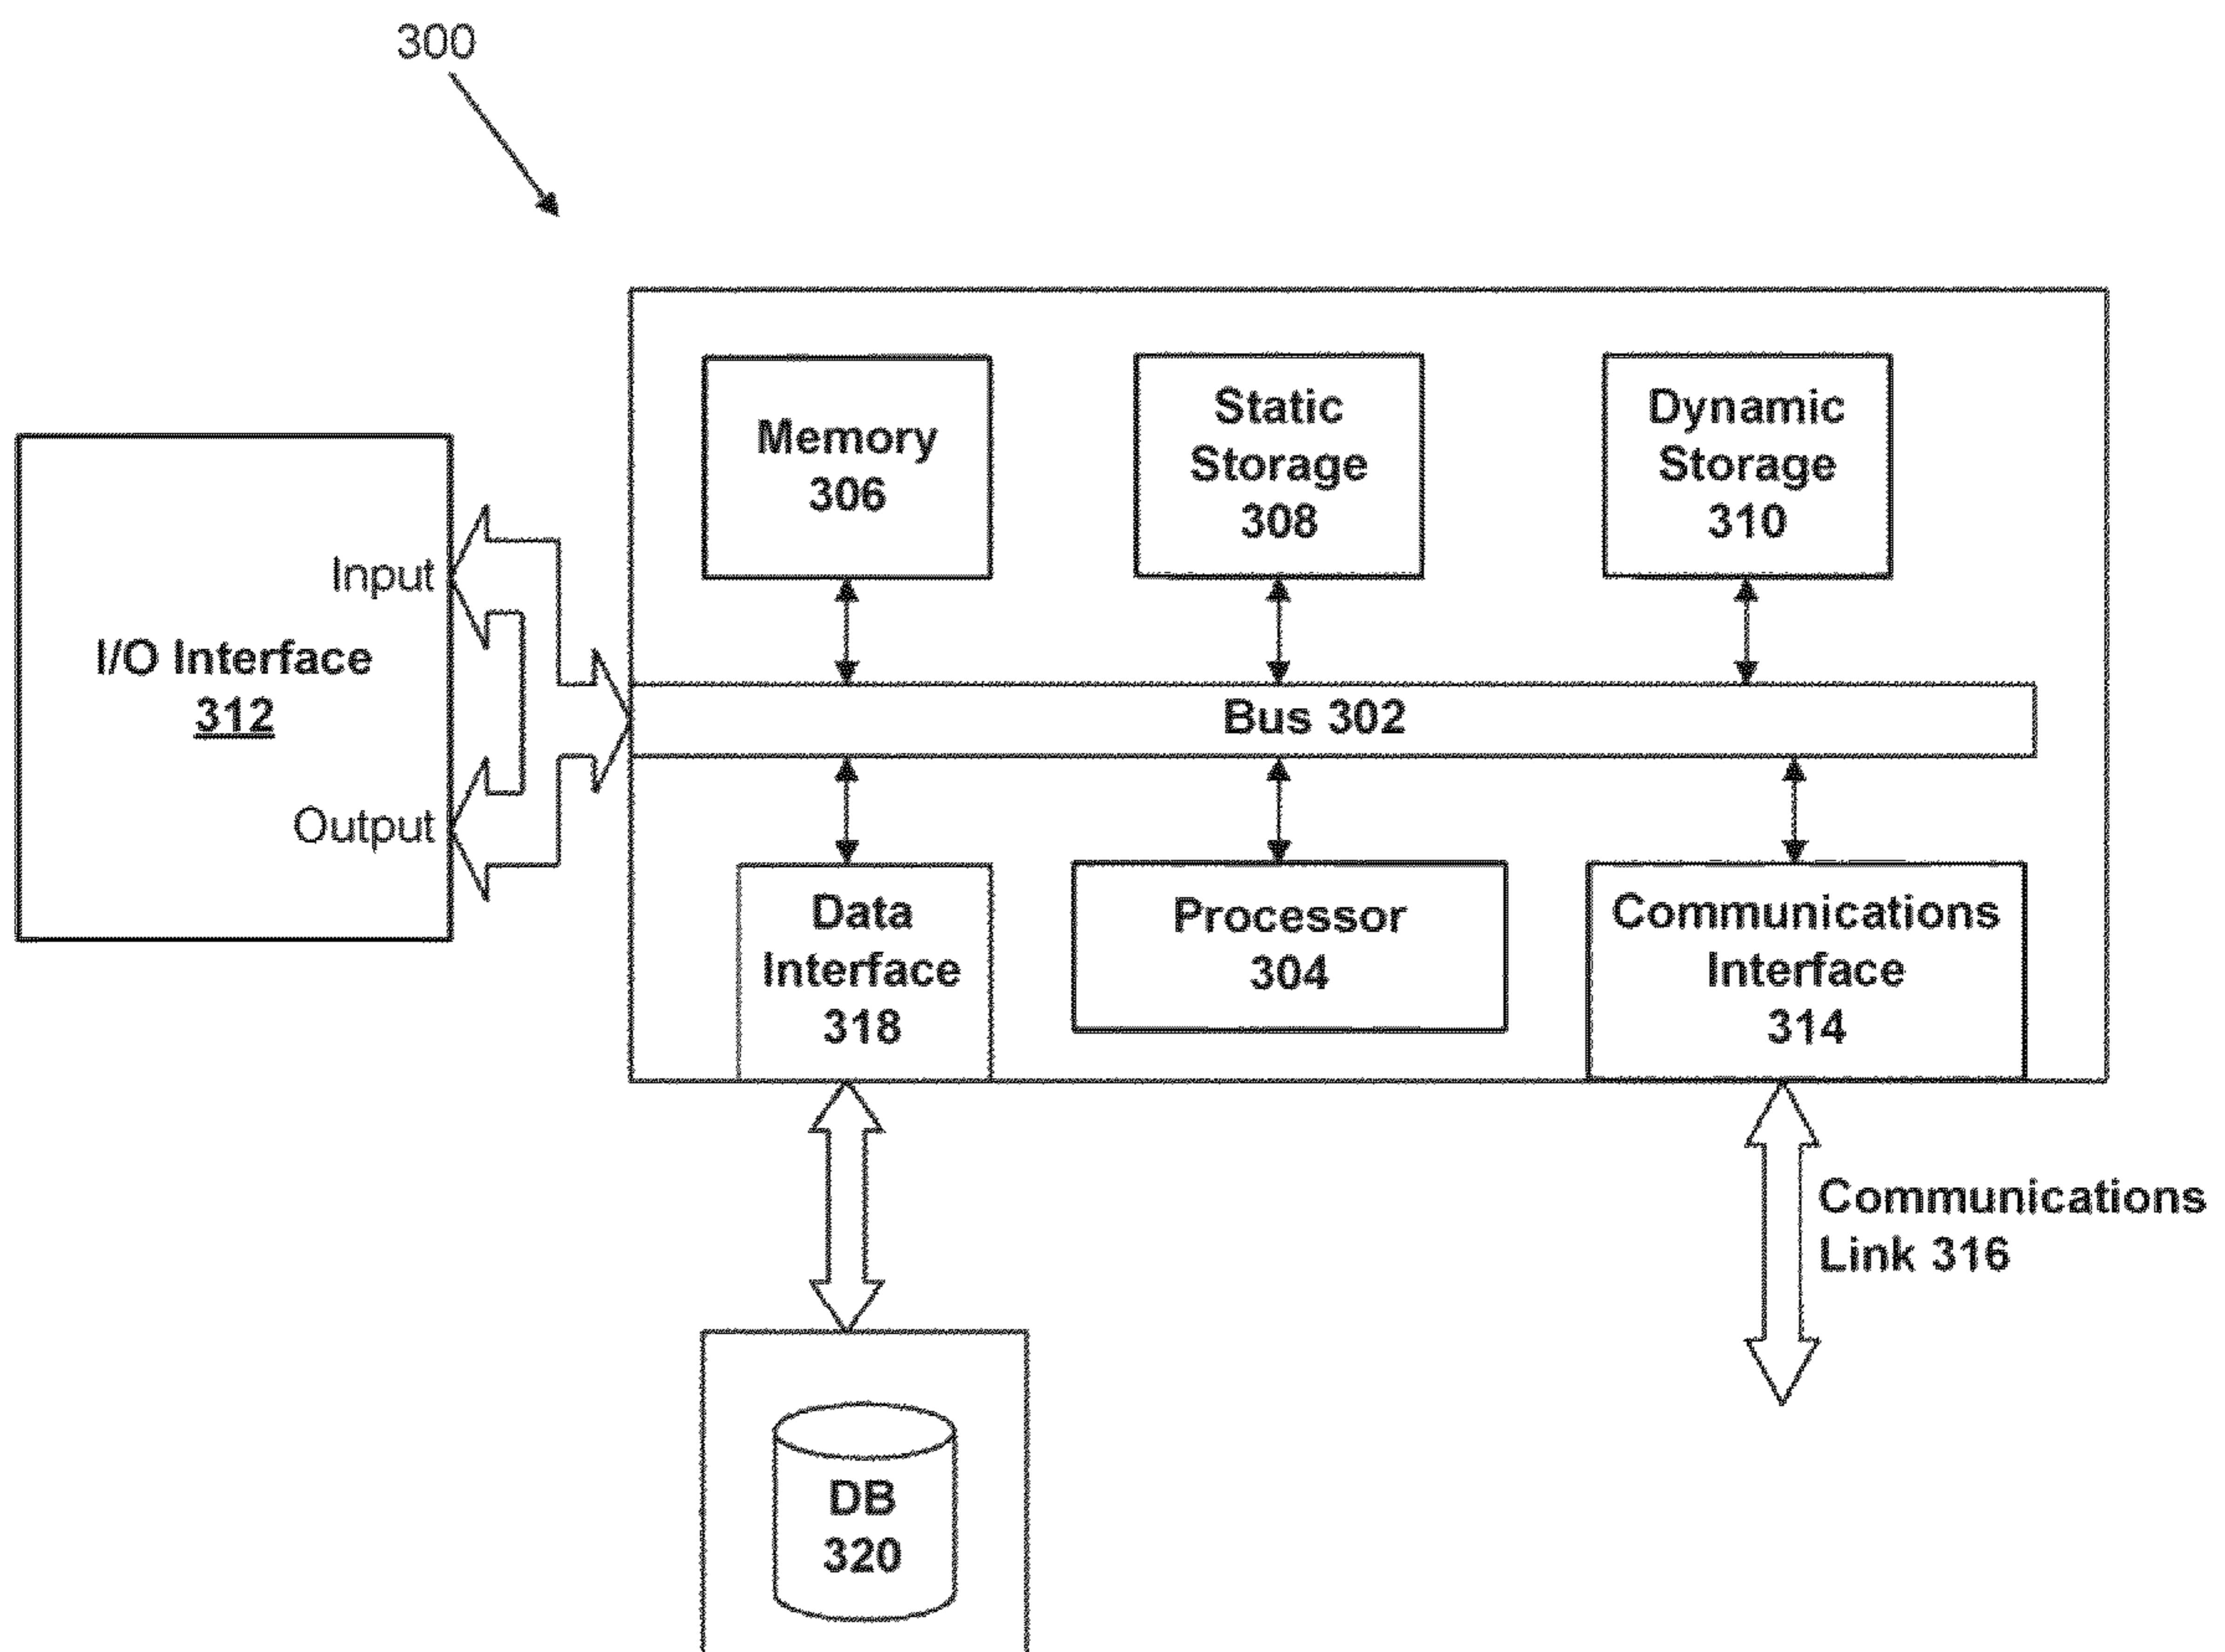 300
Memory
306
Static
Storage
308
Dynamic
Storage
310
Input
I/O Interface
312
Output
Bus 302
Data
Interface
318
Processor
304
Communications
Interface
314
Communications
Link 316
DB
320